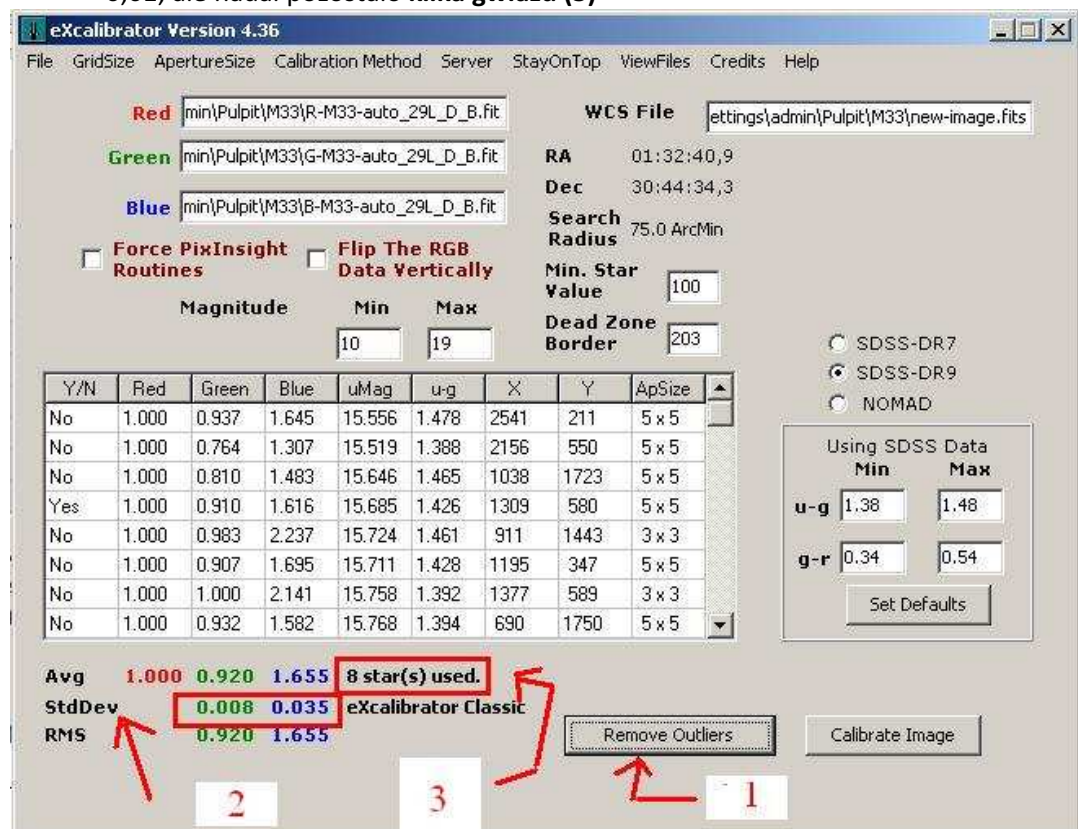 eXcalibrator Version 4.36
File GridSize ApertureSize Calibration Method Server StayOnTop ViewFiles Credits Help
Red min\Pulpit\M33\R-M33-auto_29L_D_B.fit WCS File ettings\admin\Pulpit\M33\new-image.fits
Green min\Pulpit\M33\G-M33-auto_29L_D_B.fit RA 01:32:40,9
Dec 30:44:34,3
Blue min\Pulpit\M33\B-M33-auto_29L_D_B.fit
Search Radius 75.0 ArcMin
Force PixInsight Routines Flip The RGB Data Vertically
Min. Star Value 100
Magnitude Min Max
10 19
Dead Zone Border 203
SDSS-DR7
SDSS-DR9
NOMAD
Y/N Red Green Blue uMag u-g X Y ApSize
No 1.000 0.937 1.645 15.556 1.478 2541 211 5 x 5
No 1.000 0.764 1.307 15.519 1.388 2156 550 5 x 5
No 1.000 0.810 1.483 15.646 1.465 1038 1723 5 x 5
Yes 1.000 0.910 1.616 15.685 1.426 1309 580 5 x 5
No 1.000 0.983 2.237 15.724 1.461 911 1443 3 x 3
No 1.000 0.907 1.695 15.711 1.428 1195 347 5 x 5
No 1.000 1.000 2.141 15.758 1.392 1377 589 3 x 3
No 1.000 0.932 1.582 15.768 1.394 690 1750 5 x 5
Using SDSS Data
Min Max
u-g 1.38 1.48
g-r 0.34 0.54
Set Defaults
Avg 1.000 0.920 1.655 8 star(s) used.
StdDev 0.008 0.035 eXcalibrator Classic
RMS 0.920 1.655
Remove Outliers Calibrate Image
2 3 1